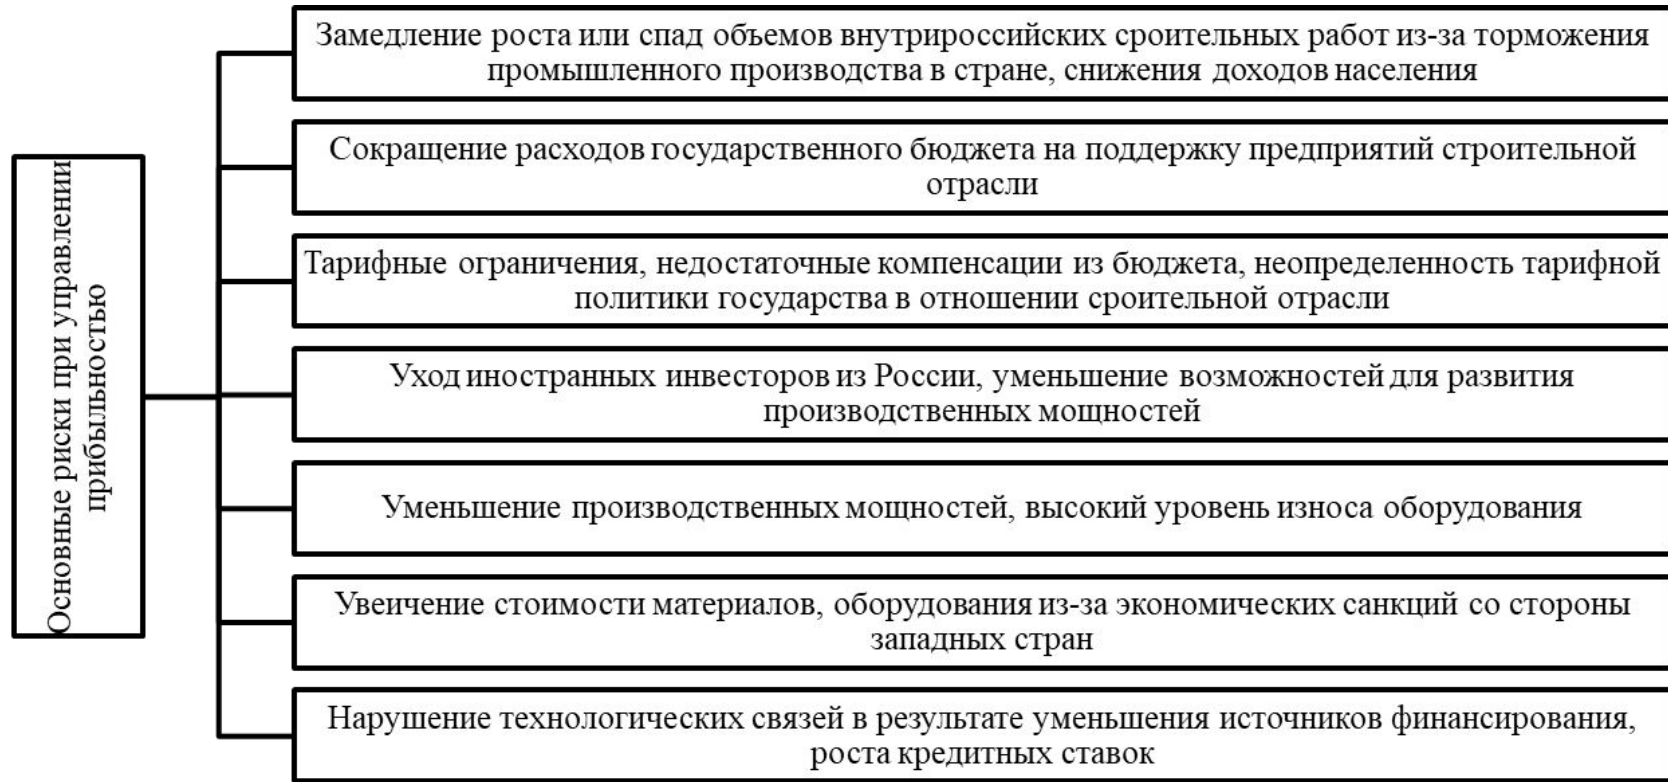 Основные риски при управлении
прибыльностью
Замедление роста или спад объемов внутрироссийских сроительных работ из-за торможения
промышленного производства в стране, снижения доходов населения
Сокращение расходов государственного бюджета на поддержку предприятий строительной
отрасли
Тарифные ограничения, недостаточные компенсации из бюджета, неопределенность тарифной
политики государства в отношении сроительной отрасли
Уход иностранных инвесторов из России, уменьшение возможностей для развития
производственных мощностей
Уменьшение производственных мощностей, высокий уровень износа оборудования
Увеичение стоимости материалов, оборудования из-за экономических санкций со стороны
западных стран
Нарушение технологических связей в результате уменьшения источников финансирования,
роста кредитных ставок